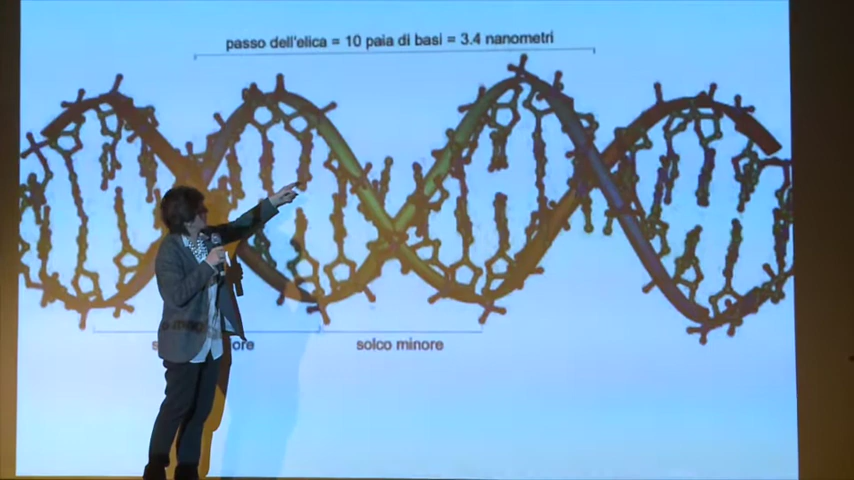 passo dell'elica = 10 paia di basi = 3.4 nanometri
solco minore